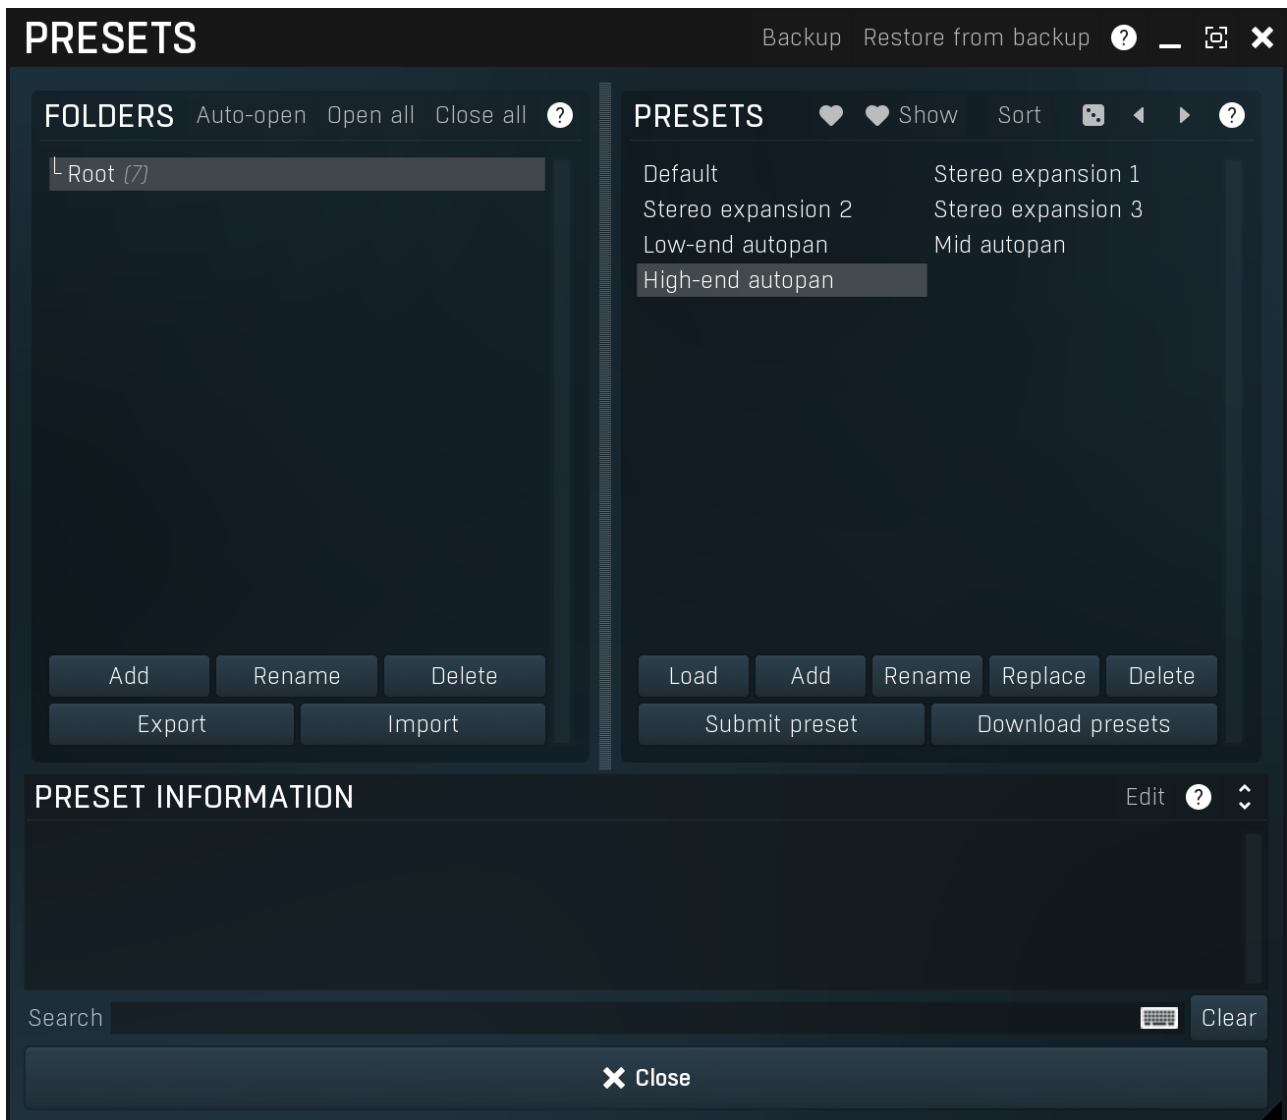 PRESETS Backup Restore from backup ?
FOLDERS Auto-open Open all Close all ?
Root (7)
Add Rename Delete
Export Import
PRESETS Show Sort ?
Default Stereo expansion 1
Stereo expansion 2 Stereo expansion 3
Low-end autopan Mid autopan
High-end autopan
Load Add Rename Replace Delete
Submit preset Download presets
PRESET INFORMATION Edit ?
Search Clear
Close